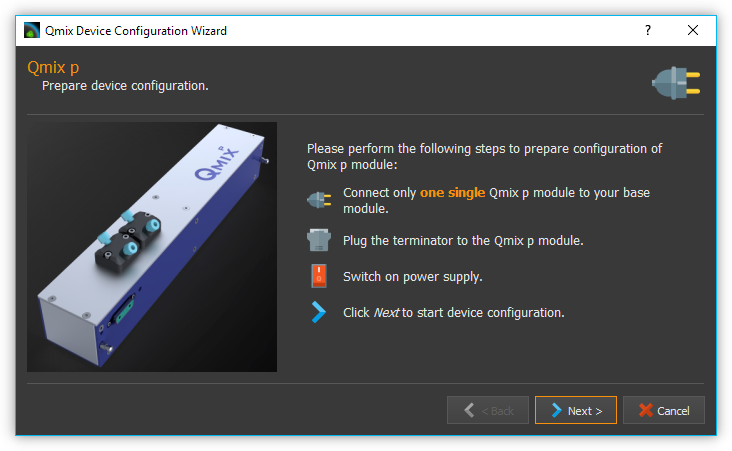 Qmix Device Configuration Wizard
?
Qmix p
Prepare device configuration.
QMIX p
Please perform the following steps to prepare configuration of
Qmix p module:
Connect only one single Qmix p module to your base
module.
Plug the terminator to the Qmix p module.
Switch on power supply.
Click Next to start device configuration.
< Back
Next >
Cancel